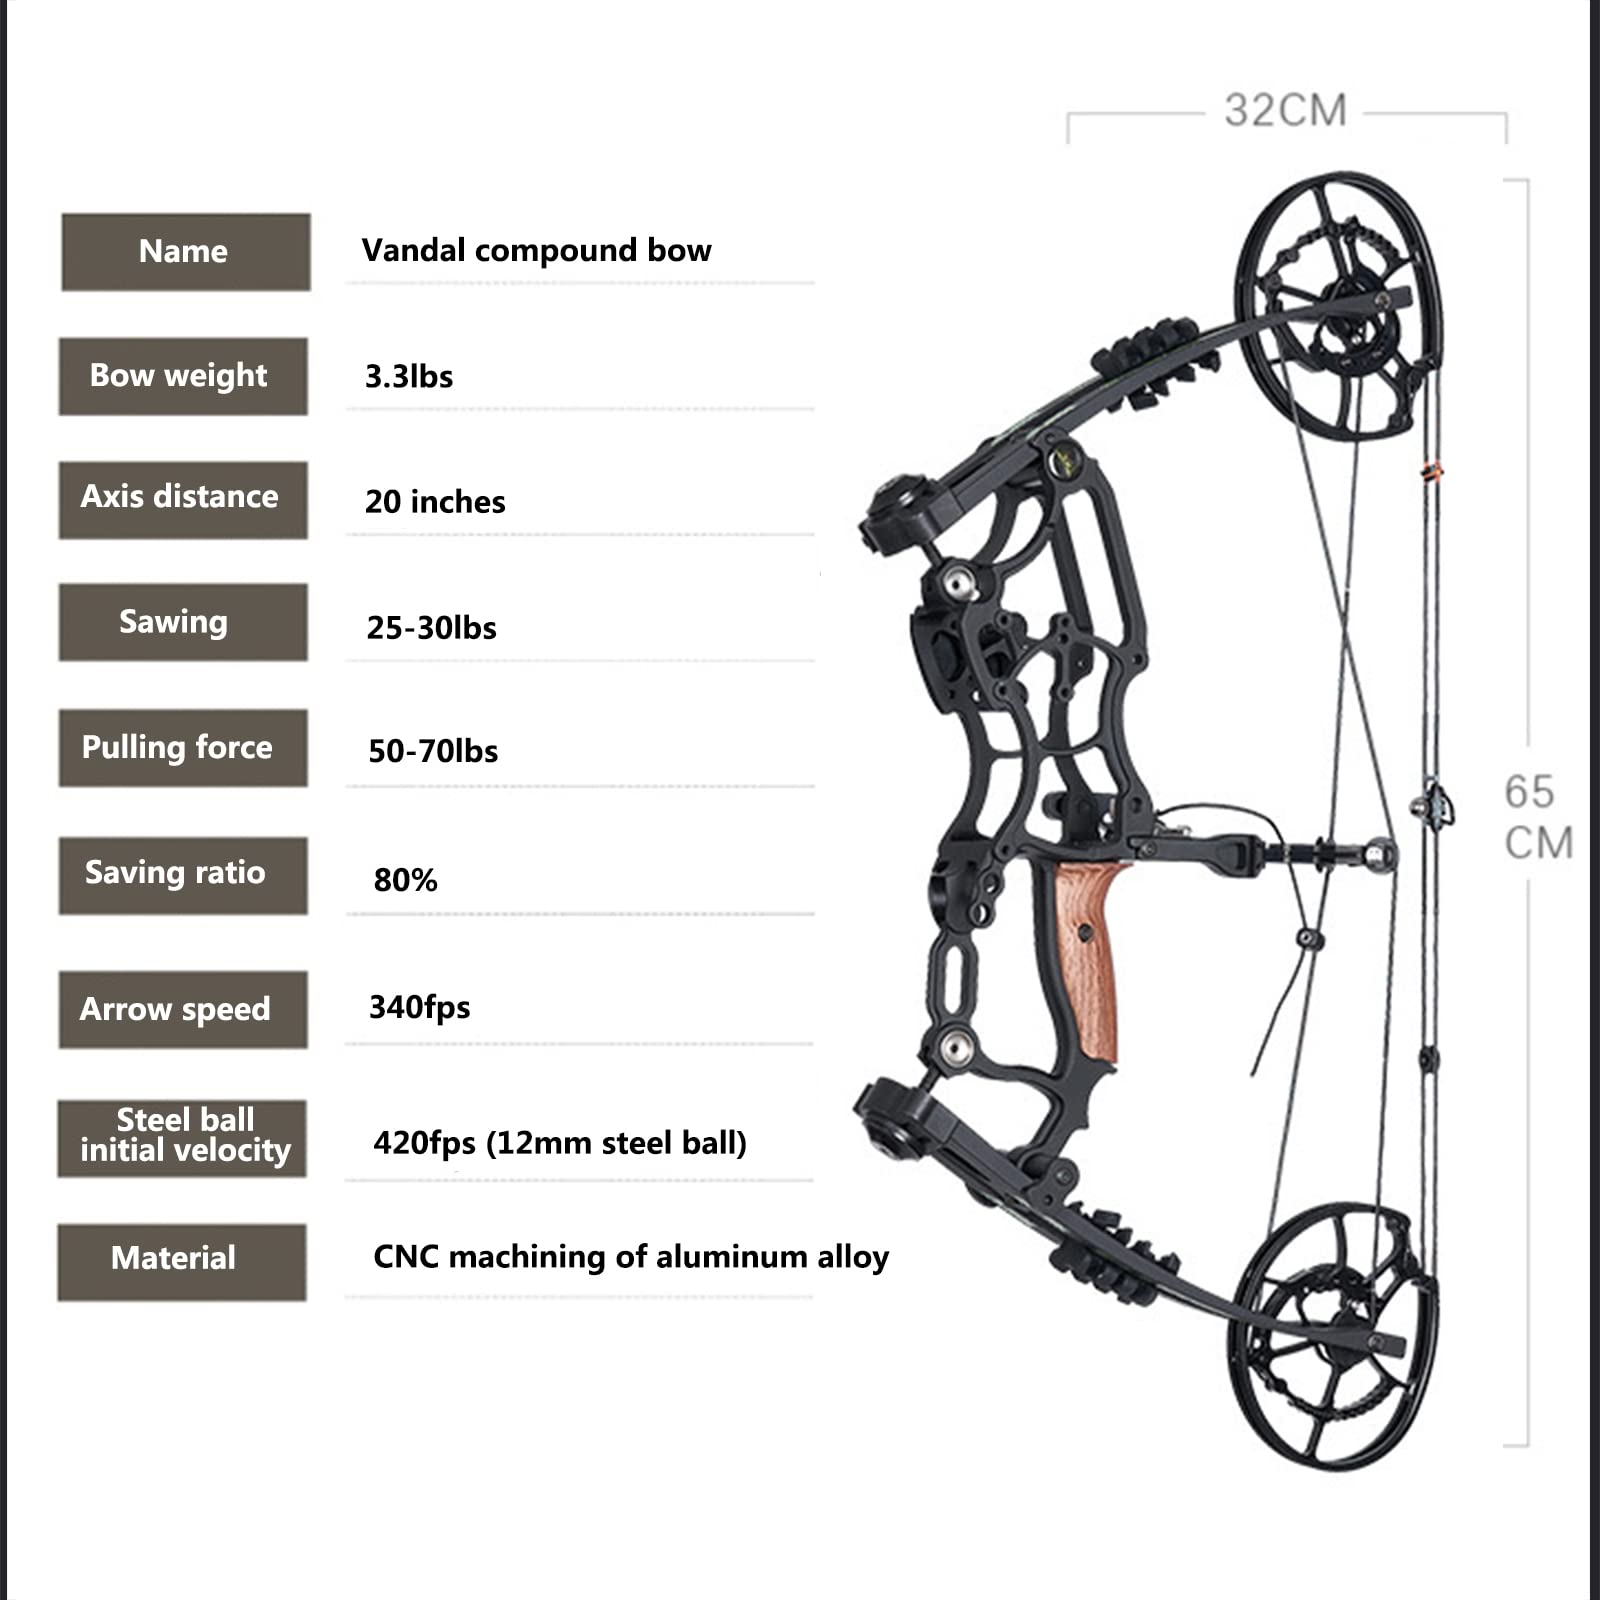 32CM
Name
Vandal compound bow
Bow weight
3.3lbs
Axis distance
20 inches
Sawing
25-30lbs
Pulling force
50-70lbs
65
CM
Saving ratio
80%
Arrow speed
340fps
Steel ball
initial velocity
420fps (12mm steel ball)
Material
CNC machining of aluminum alloy